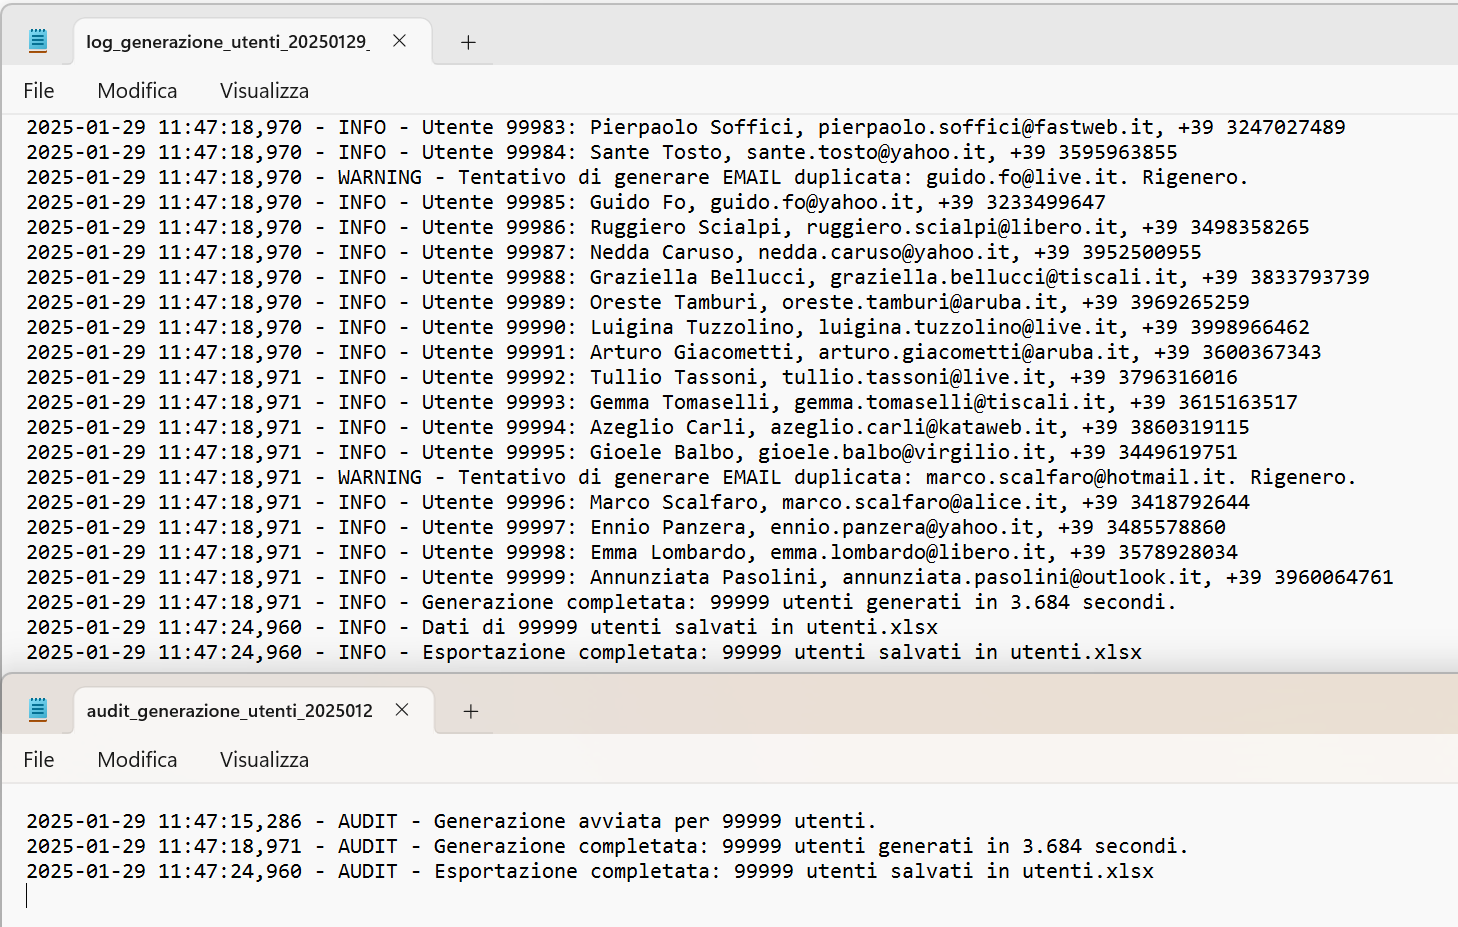 log_generazione_utenti_20250129_
File Modifica Visualizza
2025-01-29 11:47:18,970 - INFO - Utente 99983: Pierpaolo Soffici, pierpaolo.soffici@fastweb.it, +39 3247027489
2025-01-29 11:47:18,970 - INFO - Utente 99984: Sante Tosto, sante.tosto@yahoo.it, +39 3595963855
2025-01-29 11:47:18,970 - WARNING - Tentativo di generare EMAIL duplicata: guido.fo@live.it. Rigenero.
2025-01-29 11:47:18,970 - INFO - Utente 99985: Guido Fo, guido.fo@yahoo.it, +39 3233499647
2025-01-29 11:47:18,970 - INFO - Utente 99986: Ruggiero Scialpi, ruggiero.scialpi@libero.it, +39 3498358265
2025-01-29 11:47:18,970 - INFO - Utente 99987: Nedda Caruso, nedda.caruso@yahoo.it, +39 3952500955
2025-01-29 11:47:18,970 - INFO - Utente 99988: Graziella Bellucci, graziella.bellucci@tiscali.it, +39 3833793739
2025-01-29 11:47:18,970 - INFO - Utente 99989: Oreste Tamburi, oreste.tamburi@aruba.it, +39 3969265259
2025-01-29 11:47:18,970 - INFO - Utente 99990: Luigina Tuzzolino, luigina.tuzzolino@live.it, +39 3998966462
2025-01-29 11:47:18,970 - INFO - Utente 99991: Arturo Giacometti, arturo.giacometti@aruba.it, +39 3600367343
2025-01-29 11:47:18,971 - INFO - Utente 99992: Tullio Tassoni, tullio.tassoni@live.it, +39 3796316016
2025-01-29 11:47:18,971 - INFO - Utente 99993: Gemma Tomaselli, gemma.tomaselli@tiscali.it, +39 3615163517
2025-01-29 11:47:18,971 - INFO - Utente 99994: Azeglio Carli, azeglio.carli@kataweb.it, +39 3860319115
2025-01-29 11:47:18,971 - INFO - Utente 99995: Gioele Balbo, gioele.balbo@virgilio.it, +39 3449619751
2025-01-29 11:47:18,971 - WARNING - Tentativo di generare EMAIL duplicata: marco.scalfaro@hotmail.it. Rigenero.
2025-01-29 11:47:18,971 - INFO - Utente 99996: Marco Scalfaro, marco.scalfaro@alice.it, +39 3418792644
2025-01-29 11:47:18,971 - INFO - Utente 99997: Ennio Panzera, ennio.panzera@yahoo.it, +39 3485578860
2025-01-29 11:47:18,971 - INFO - Utente 99998: Emma Lombardo, emma.lombardo@libero.it, +39 3578928034
2025-01-29 11:47:18,971 - INFO - Utente 99999: Annunziata Pasolini, annunziata.pasolini@outlook.it, +39 3960064761
2025-01-29 11:47:18,971 - INFO - Generazione completata: 99999 utenti generati in 3.684 secondi.
2025-01-29 11:47:24,960 - INFO - Dati di 99999 utenti salvati in utenti.xlsx
2025-01-29 11:47:24,960 - INFO - Esportazione completata: 99999 utenti salvati in utenti.xlsx
audit_generazione_utenti_2025012
File Modifica Visualizza
2025-01-29 11:47:15,286 - AUDIT - Generazione avviata per 99999 utenti.
2025-01-29 11:47:18,971 - AUDIT - Generazione completata: 99999 utenti generati in 3.684 secondi.
2025-01-29 11:47:24,960 - AUDIT - Esportazione completata: 99999 utenti salvati in utenti.xlsx